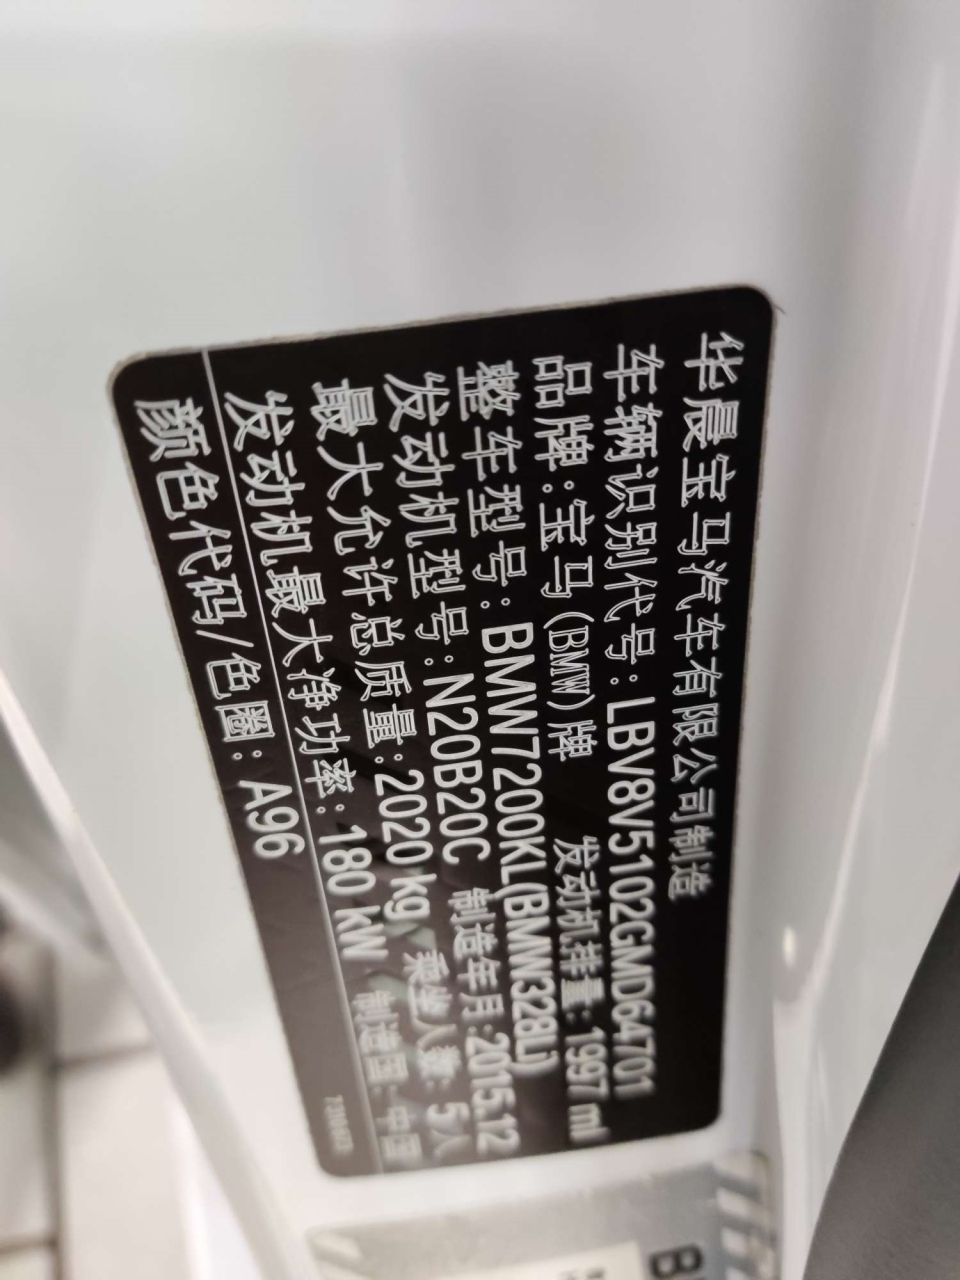 华晨宝马汽车有限公司制造
车辆识别代号:LBV8V5102GMD64701
品牌:宝马(BMW)牌 发动机排量:1997 ml
整车型号:BMW7200KL(BMW328Li)
发动机型号:N20B20C 制造年月:2015.12
最大允许总质量:2020 kg 乘坐人数: 5人
发动机最大净功率:180 kW 制造国: 中国
颜色代码/色圈: A96
B